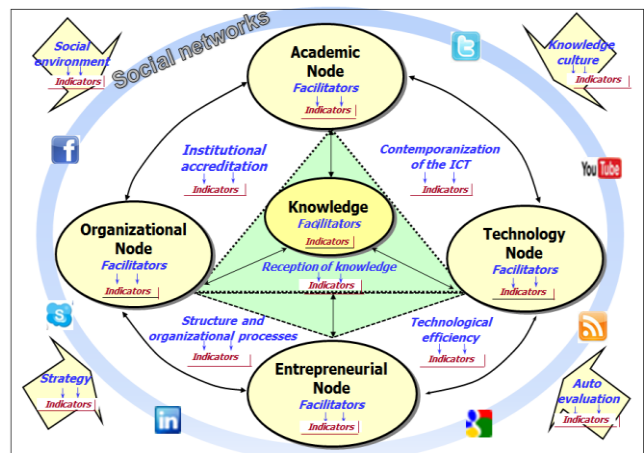 Social networks
Social
environment
Indicators
Academic
Node
Facilitators
Indicators
Knowledge
culture
Indicators
Institutional
accreditation
Indicators
Contemporanization
of the ICT
Indicators
You Tube
Organizational
Node
Facilitators
Indicators
Knowledge
Facilitators
Indicators
Reception of knowledge
Indicators
Technology
Node
Facilitators
Indicators
Structure and
organizational processes
Indicators
Technological
efficiency
Indicators
Strategy
Indicators
Entrepreneurial
Node
Facilitators
Indicators
Auto
evaluation
Indicators
f
t
S
in
g